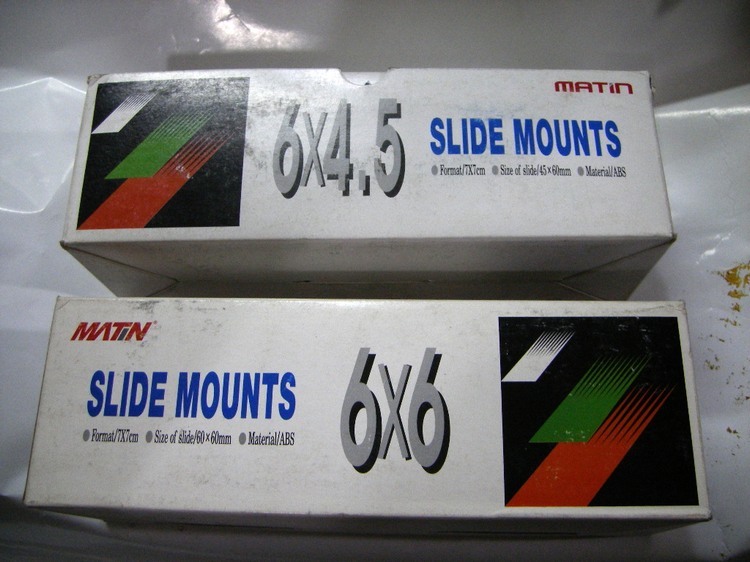 MATIN
6X4.5
SLIDE MOUNTS
Format/7X7cm Size of slide/45×60mm Material/ABS
MATIN
SLIDE MOUNTS
6X6
Format/7X7cm Size of slide/60×60mm Material/ABS